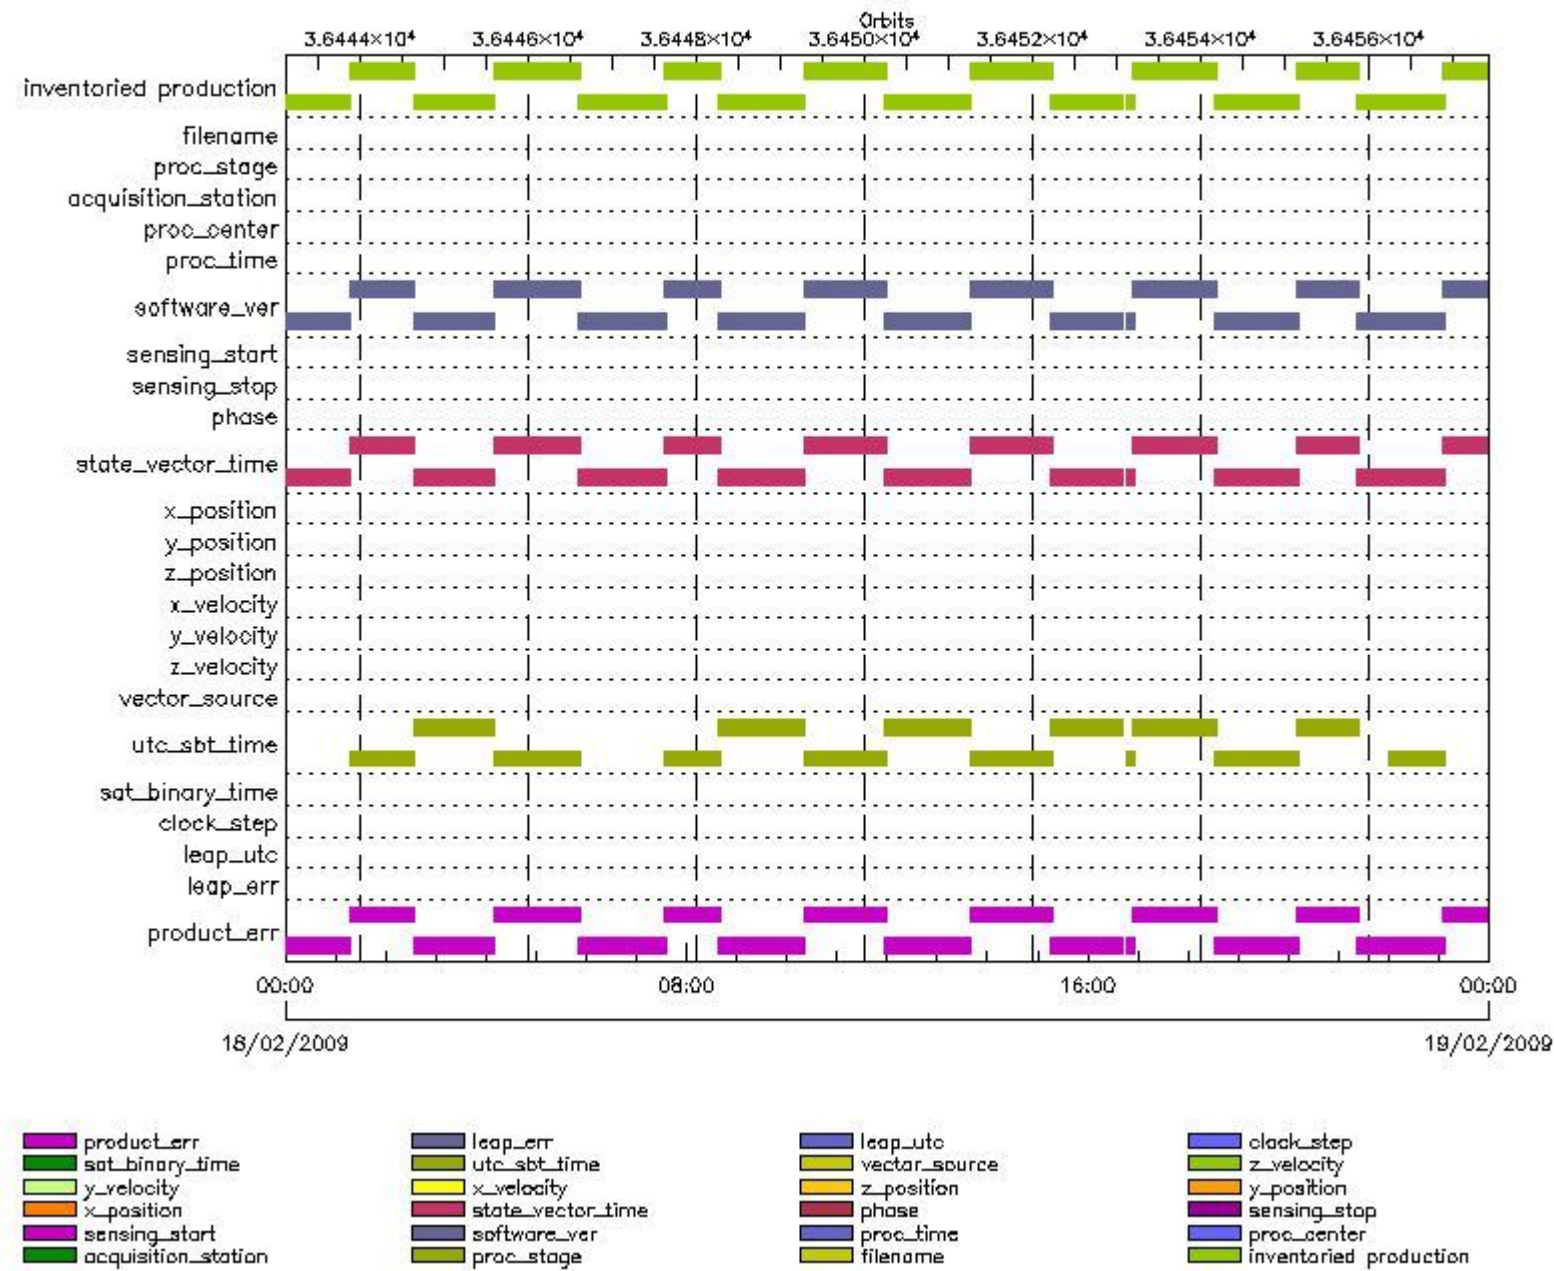 Orbits
3.6444×10⁴ 3.6446×10⁴ 3.6448×10⁴ 3.6450×10⁴ 3.6452×10⁴ 3.6454×10⁴ 3.6456×10⁴
inventoried production
filename
proc_stage
acquisition_station
proc_center
proc_time
software_ver
sensing_start
sensing_stop
phase
state_vector_time
x_position
y_position
z_position
x_velocity
y_velocity
z_velocity
vector_source
utc_sbt_time
sat_binary_time
clock_step
leap_utc
leap_err
product_err
00:00 08:00 16:00 00:00
18/02/2009 19/02/2009
product_err leap_err leap_utc clock_step
sat_binary_time utc_sbt_time vector_source z_velocity
y_velocity x_velocity z_position y_position
x_position state_vector_time phase sensing_stop
sensing_start software_ver proc_time proc_center
acquisition_station proc_stage filename inventoried production